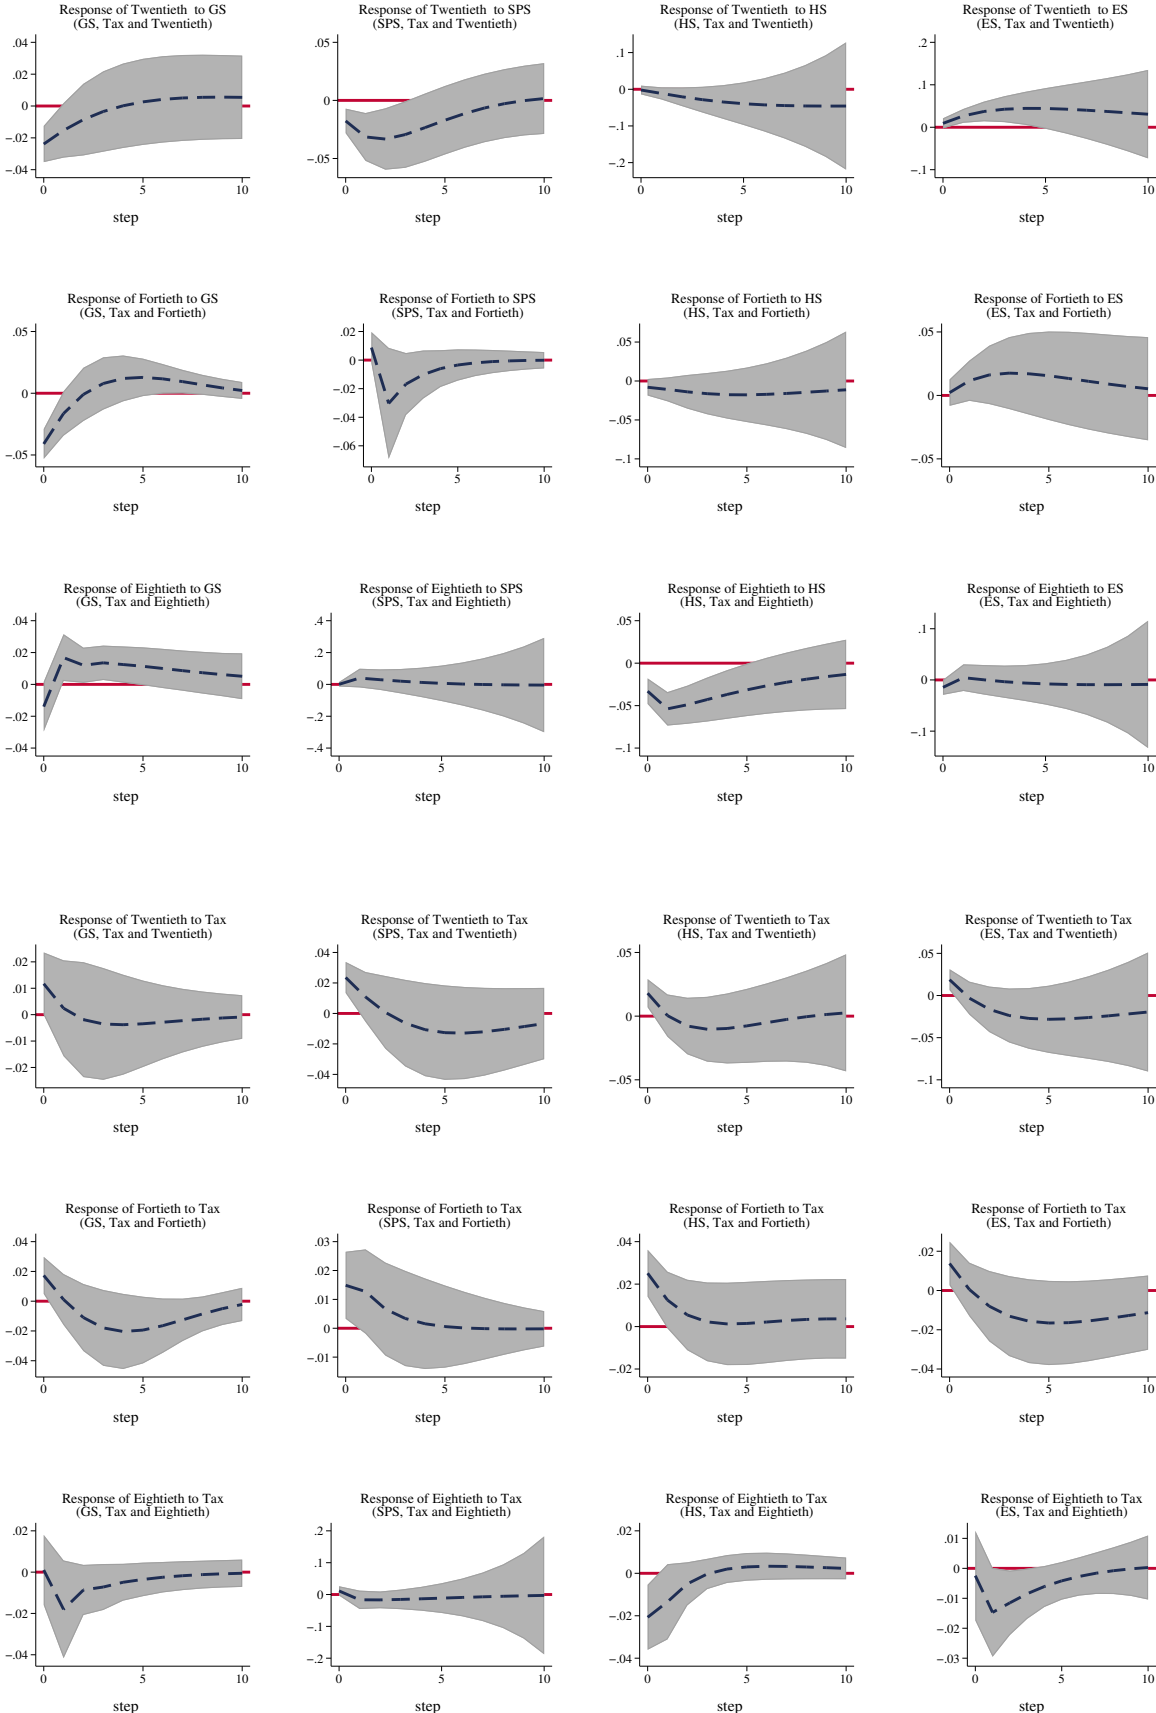 Response of Twentieth to GS
(GS, Tax and Twentieth)
.04
.02
0
-.02
-.04
0
5
10
step
Response of Twentieth to SPS
(SPS, Tax and Twentieth)
.05
0
-.05
0
5
10
step
Response of Twentieth to HS
(HS, Tax and Twentieth)
.1
0
-.1
-.2
0
5
10
step
Response of Twentieth to ES
(ES, Tax and Twentieth)
.2
.1
0
-.1
0
5
10
step
Response of Fortieth to GS
(GS, Tax and Fortieth)
.05
0
-.05
0
5
10
step
Response of Fortieth to SPS
(SPS, Tax and Fortieth)
.02
0
-.02
-.04
-.06
0
5
10
step
Response of Fortieth to HS
(HS, Tax and Fortieth)
.05
0
-.05
-.1
0
5
10
step
Response of Fortieth to ES
(ES, Tax and Fortieth)
.05
0
-.05
0
5
10
step
Response of Eightieth to GS
(GS, Tax and Eightieth)
.04
.02
0
-.02
-.04
0
5
10
step
Response of Eightieth to SPS
(SPS, Tax and Eightieth)
.4
.2
0
-.2
-.4
0
5
10
step
Response of Eightieth to HS
(HS, Tax and Eightieth)
.05
0
-.05
-.1
0
5
10
step
Response of Eightieth to ES
(ES, Tax and Eightieth)
.1
0
-.1
0
5
10
step
Response of Twentieth to Tax
(GS, Tax and Twentieth)
.02
.01
0
-.01
-.02
0
5
10
step
Response of Twentieth to Tax
(SPS, Tax and Twentieth)
.04
.02
0
-.02
-.04
0
5
10
step
Response of Twentieth to Tax
(HS, Tax and Twentieth)
.05
0
-.05
0
5
10
step
Response of Twentieth to Tax
(ES, Tax and Twentieth)
.05
0
-.05
-.1
0
5
10
step
Response of Fortieth to Tax
(GS, Tax and Fortieth)
.04
.02
0
-.02
-.04
0
5
10
step
Response of Fortieth to Tax
(SPS, Tax and Fortieth)
.03
.02
.01
0
-.01
0
5
10
step
Response of Fortieth to Tax
(HS, Tax and Fortieth)
.04
.02
0
-.02
0
5
10
step
Response of Fortieth to Tax
(ES, Tax and Fortieth)
.02
0
-.02
-.04
0
5
10
step
Response of Eightieth to Tax
(GS, Tax and Eightieth)
.02
0
-.02
-.04
0
5
10
step
Response of Eightieth to Tax
(SPS, Tax and Eightieth)
.2
.1
0
-.1
-.2
0
5
10
step
Response of Eightieth to Tax
(HS, Tax and Eightieth)
.02
0
-.02
-.04
0
5
10
step
Response of Eightieth to Tax
(ES, Tax and Eightieth)
.01
0
-.01
-.02
-.03
0
5
10
step